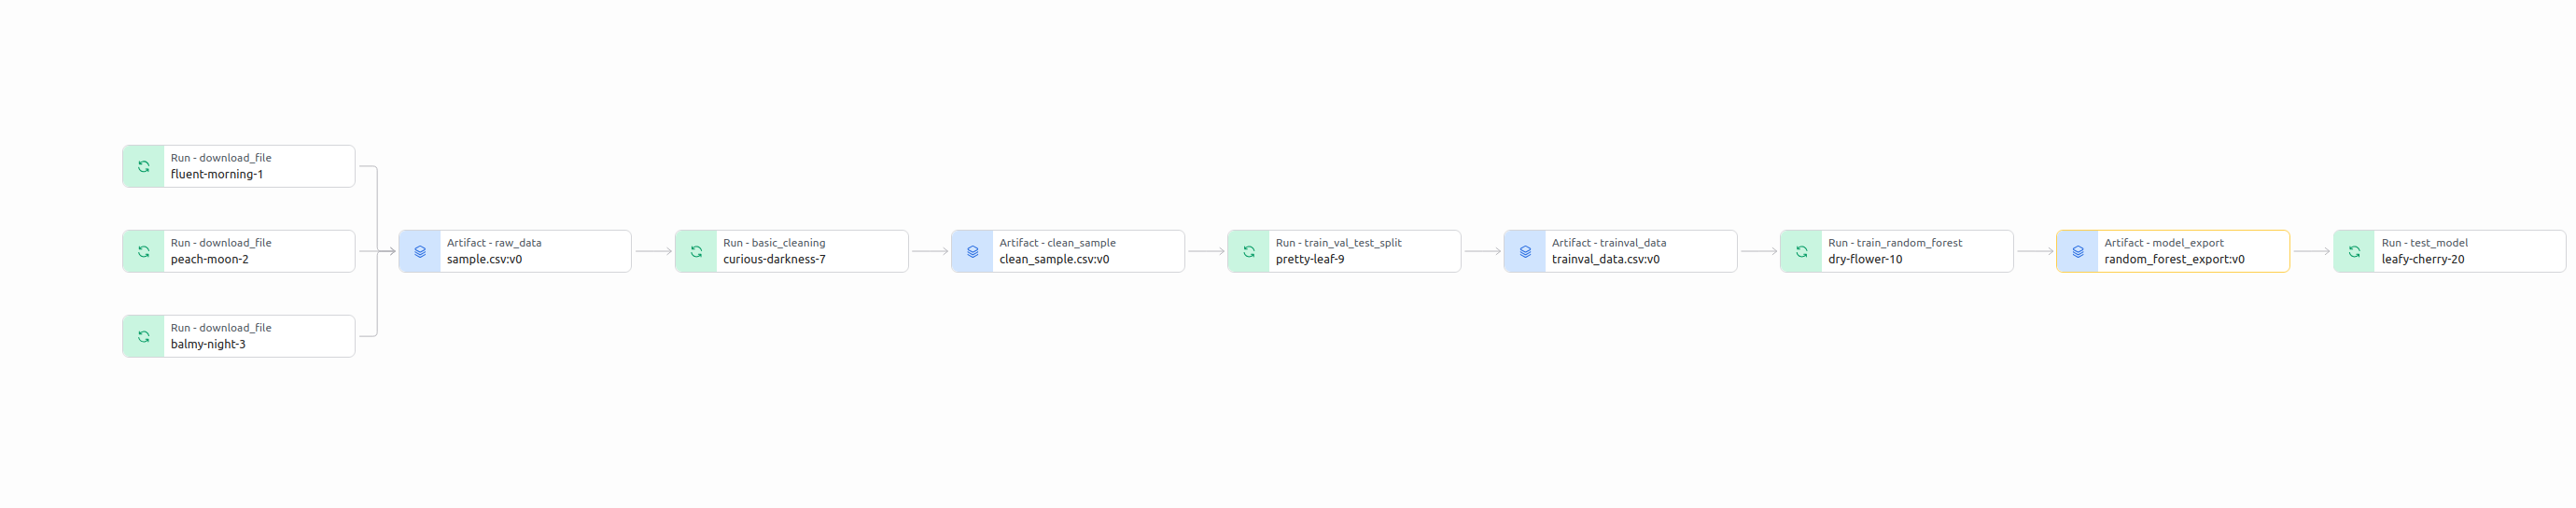 Run - download_file
fluent-morning-1
Run - download_file
peach-moon-2
Run - download_file
balmy-night-3
Artifact - raw_data
sample.csv:v0
Run - basic_cleaning
curious-darkness-7
Artifact - clean_sample
clean_sample.csv:v0
Run - train_val_test_split
pretty-leaf-9
Artifact - trainval_data
trainval_data.csv:v0
Run - train_random_forest
dry-flower-10
Artifact - model_export
random_forest_export:v0
Run - test_model
leafy-cherry-20